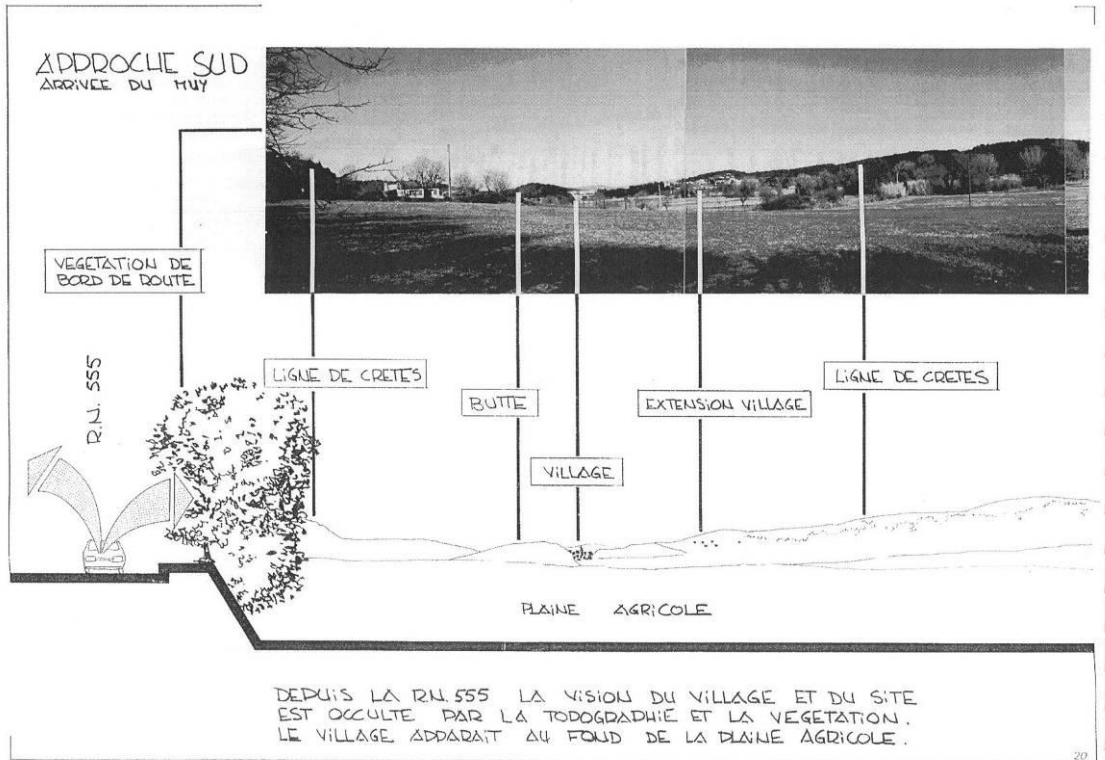 APPROCHE SUD
ARRIVEE DU MUY
VEGETATION DE
BORD DE ROUTE
R.N. 555
LIGNE DE CRETES
BUTTE
VILLAGE
EXTENSION VILLAGE
LIGNE DE CRETES
PLAINE AGRICOLE
DEPUIS LA R.N. 555 LA VISION DU VILLAGE ET DU SITE
EST OCCULTE PAR LA TOPOGRAPHIE ET LA VEGETATION.
LE VILLAGE APPARAIT AU FOND DE LA PLAINE AGRICOLE.
20